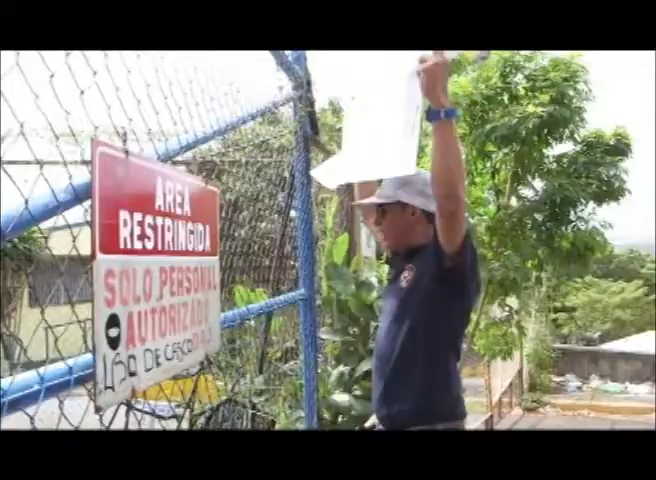 AREA
RESTRINGIDA
SOLO PERSONAL
AUTORIZADO
USO DE CASCO